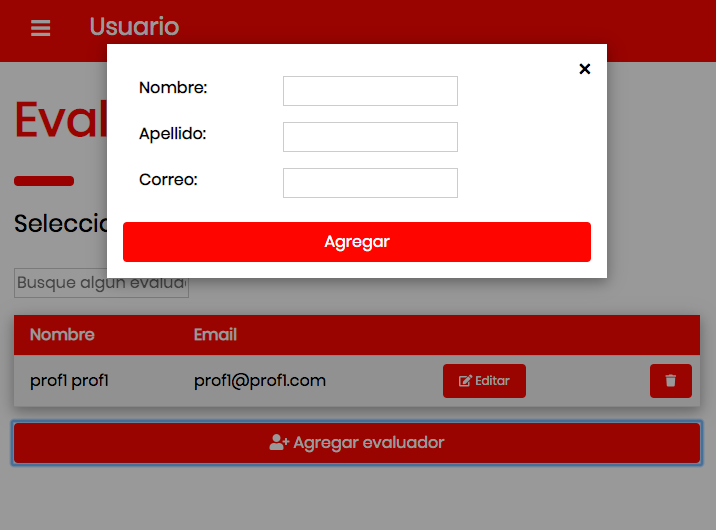 Usuario
×
Nombre:
Apellido:
Correo:
Agregar
Eval
Selecci
Busque algún evalua
Nombre Email
prof1 prof1 prof1@prof1.com Editar
Agregar evaluador